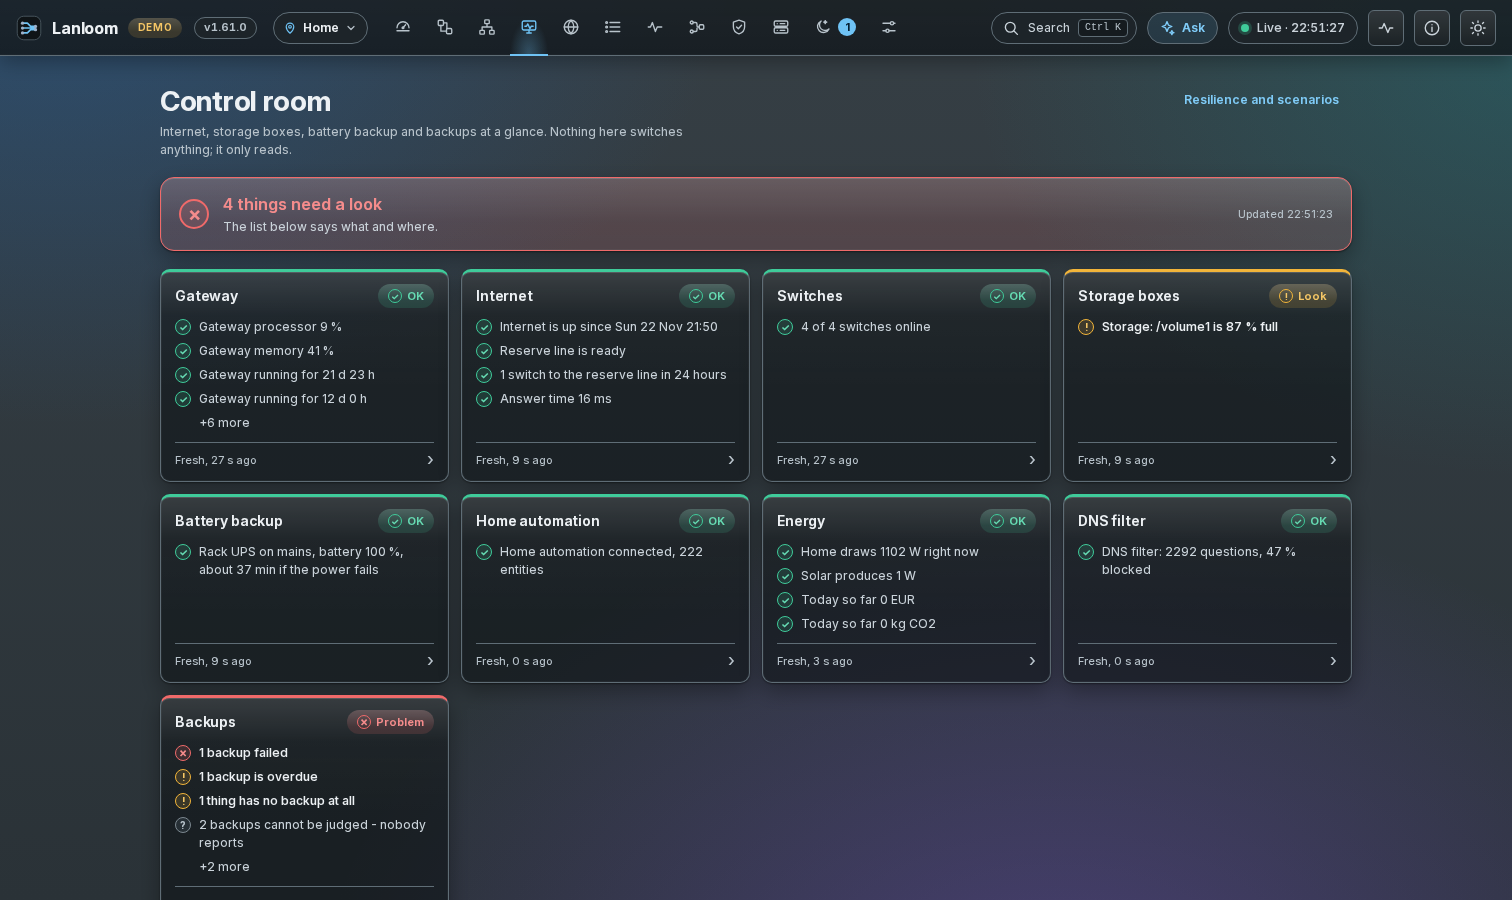 Lanloom DEMO v1.61.0 Home 1 Search Ctrl K Ask Live · 22:51:27
Control room
Resilience and scenarios
Internet, storage boxes, battery backup and backups at a glance. Nothing here switches
anything; it only reads.
4 things need a look
The list below says what and where.
Updated 22:51:23
Gateway OK
Gateway processor 9 %
Gateway memory 41 %
Gateway running for 21 d 23 h
Gateway running for 12 d 0 h
+6 more
Fresh, 27 s ago
Internet OK
Internet is up since Sun 22 Nov 21:50
Reserve line is ready
1 switch to the reserve line in 24 hours
Answer time 16 ms
Fresh, 9 s ago
Switches OK
4 of 4 switches online
Fresh, 27 s ago
Storage boxes Look
Storage: /volume1 is 87 % full
Fresh, 9 s ago
Battery backup OK
Rack UPS on mains, battery 100 %,
about 37 min if the power fails
Fresh, 9 s ago
Home automation OK
Home automation connected, 222
entities
Fresh, 0 s ago
Energy OK
Home draws 1102 W right now
Solar produces 1 W
Today so far 0 EUR
Today so far 0 kg CO2
Fresh, 3 s ago
DNS filter OK
DNS filter: 2292 questions, 47 %
blocked
Fresh, 0 s ago
Backups Problem
1 backup failed
1 backup is overdue
1 thing has no backup at all
2 backups cannot be judged - nobody
reports
+2 more